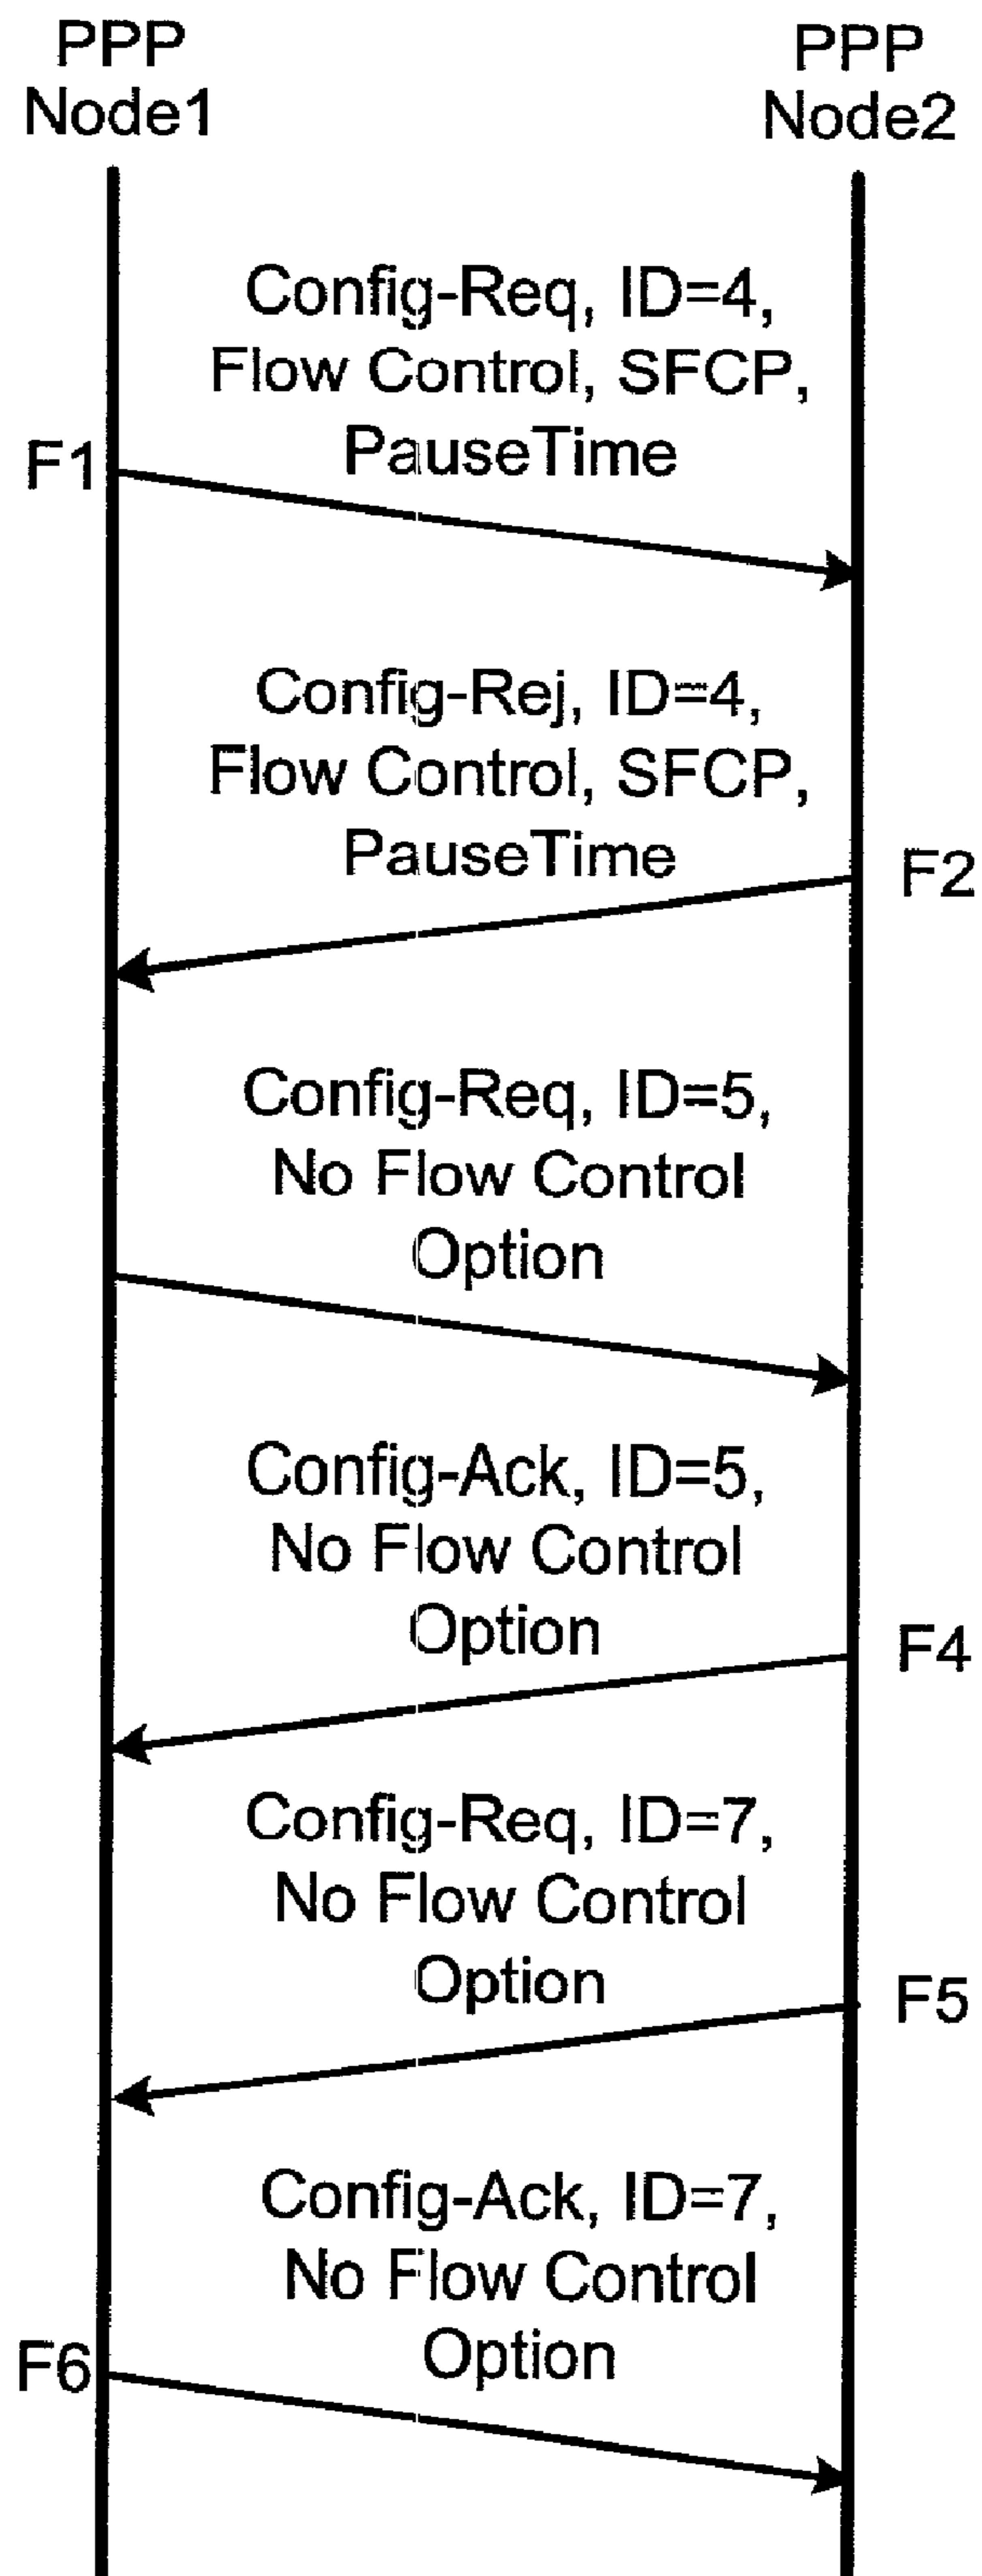 PPP
Node1
PPP
Node2
Config-Req, ID=4,
Flow Control, SFCP,
PauseTime
F1
Config-Rej, ID=4,
Flow Control, SFCP,
PauseTime
F2
Config-Req, ID=5,
No Flow Control
Option
Config-Ack, ID=5,
No Flow Control
Option
F4
Config-Req, ID=7,
No Flow Control
Option
F5
Config-Ack, ID=7,
No Flow Control
Option
F6